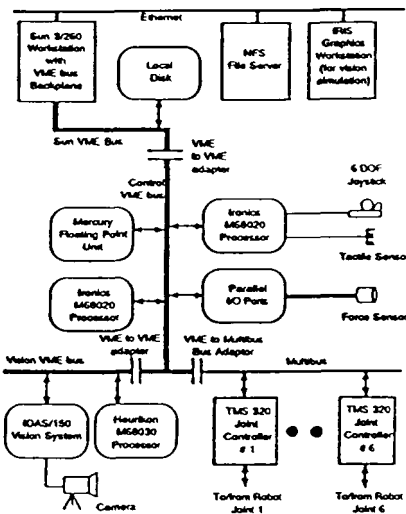 Ethernet
Sun 3/260
Workstation
with
VME bus
Backplane
Local
Disk
NFS
File Server
IRIS
Graphics
Workstation
(for vision
simulation)
Sun VME Bus
VME
to VME
adapter
Control
VME bus
6 DOF
Joystick
Mercury
Floating Point
Unit
Ironics
M68020
Processor
Tactile Sensor
Ironics
M68020
Processor
Parallel
I/O Ports
Force Sensor
VME to VME
adapter
VME to Multibus
Bus Adaptor
Vision VME bus
Multibus
IDAS/150
Vision System
Heurikon
M68030
Processor
TMS 320
Joint
Controller
# 1
TMS 320
Joint
Controller
# 6
Camera
To/from Robot
Joint 1
To/from Robot
Joint 6